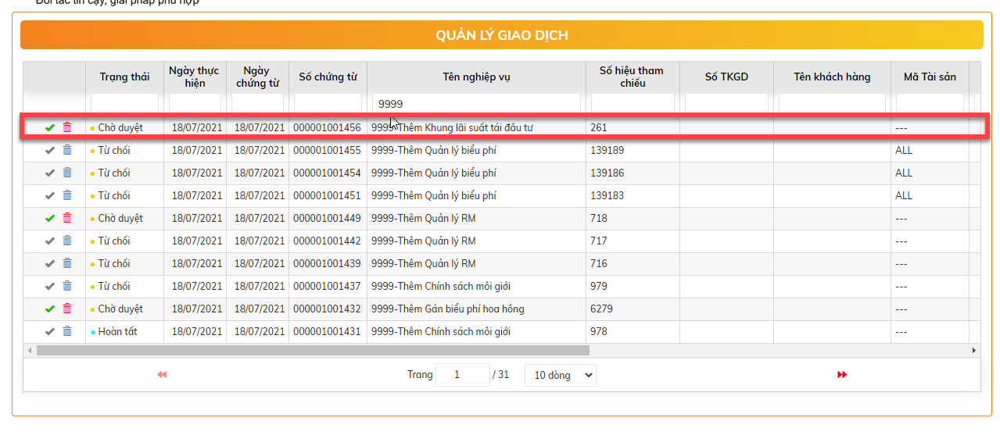 Đối tác tin cậy, giải pháp phù hợp
QUẢN LÝ GIAO DỊCH
Trạng thái Ngày thực hiện Ngày chứng từ Số chứng từ Tên nghiệp vụ Số hiệu tham chiếu Số TKGD Tên khách hàng Mã Tài sản
9999
Chờ duyệt 18/07/2021 18/07/2021 000001001456 9999-Thêm Khung lãi suất tái đầu tư 261 ---
Từ chối 18/07/2021 18/07/2021 000001001455 9999-Thêm Quản lý biểu phí 139189 ALL
Từ chối 18/07/2021 18/07/2021 000001001454 9999-Thêm Quản lý biểu phí 139186 ALL
Từ chối 18/07/2021 18/07/2021 000001001451 9999-Thêm Quản lý biểu phí 139183 ALL
Chờ duyệt 18/07/2021 18/07/2021 000001001449 9999-Thêm Quản lý RM 718 ---
Từ chối 18/07/2021 18/07/2021 000001001442 9999-Thêm Quản lý RM 717 ---
Từ chối 18/07/2021 18/07/2021 000001001439 9999-Thêm Quản lý RM 716 ---
Từ chối 18/07/2021 18/07/2021 000001001437 9999-Thêm Chính sách môi giới 979 ---
Chờ duyệt 18/07/2021 18/07/2021 000001001432 9999-Thêm Gán biểu phí hoa hồng 6279 ---
Hoàn tất 18/07/2021 18/07/2021 000001001431 9999-Thêm Chính sách môi giới 978 ---
Trang 1 / 31 10 dòng